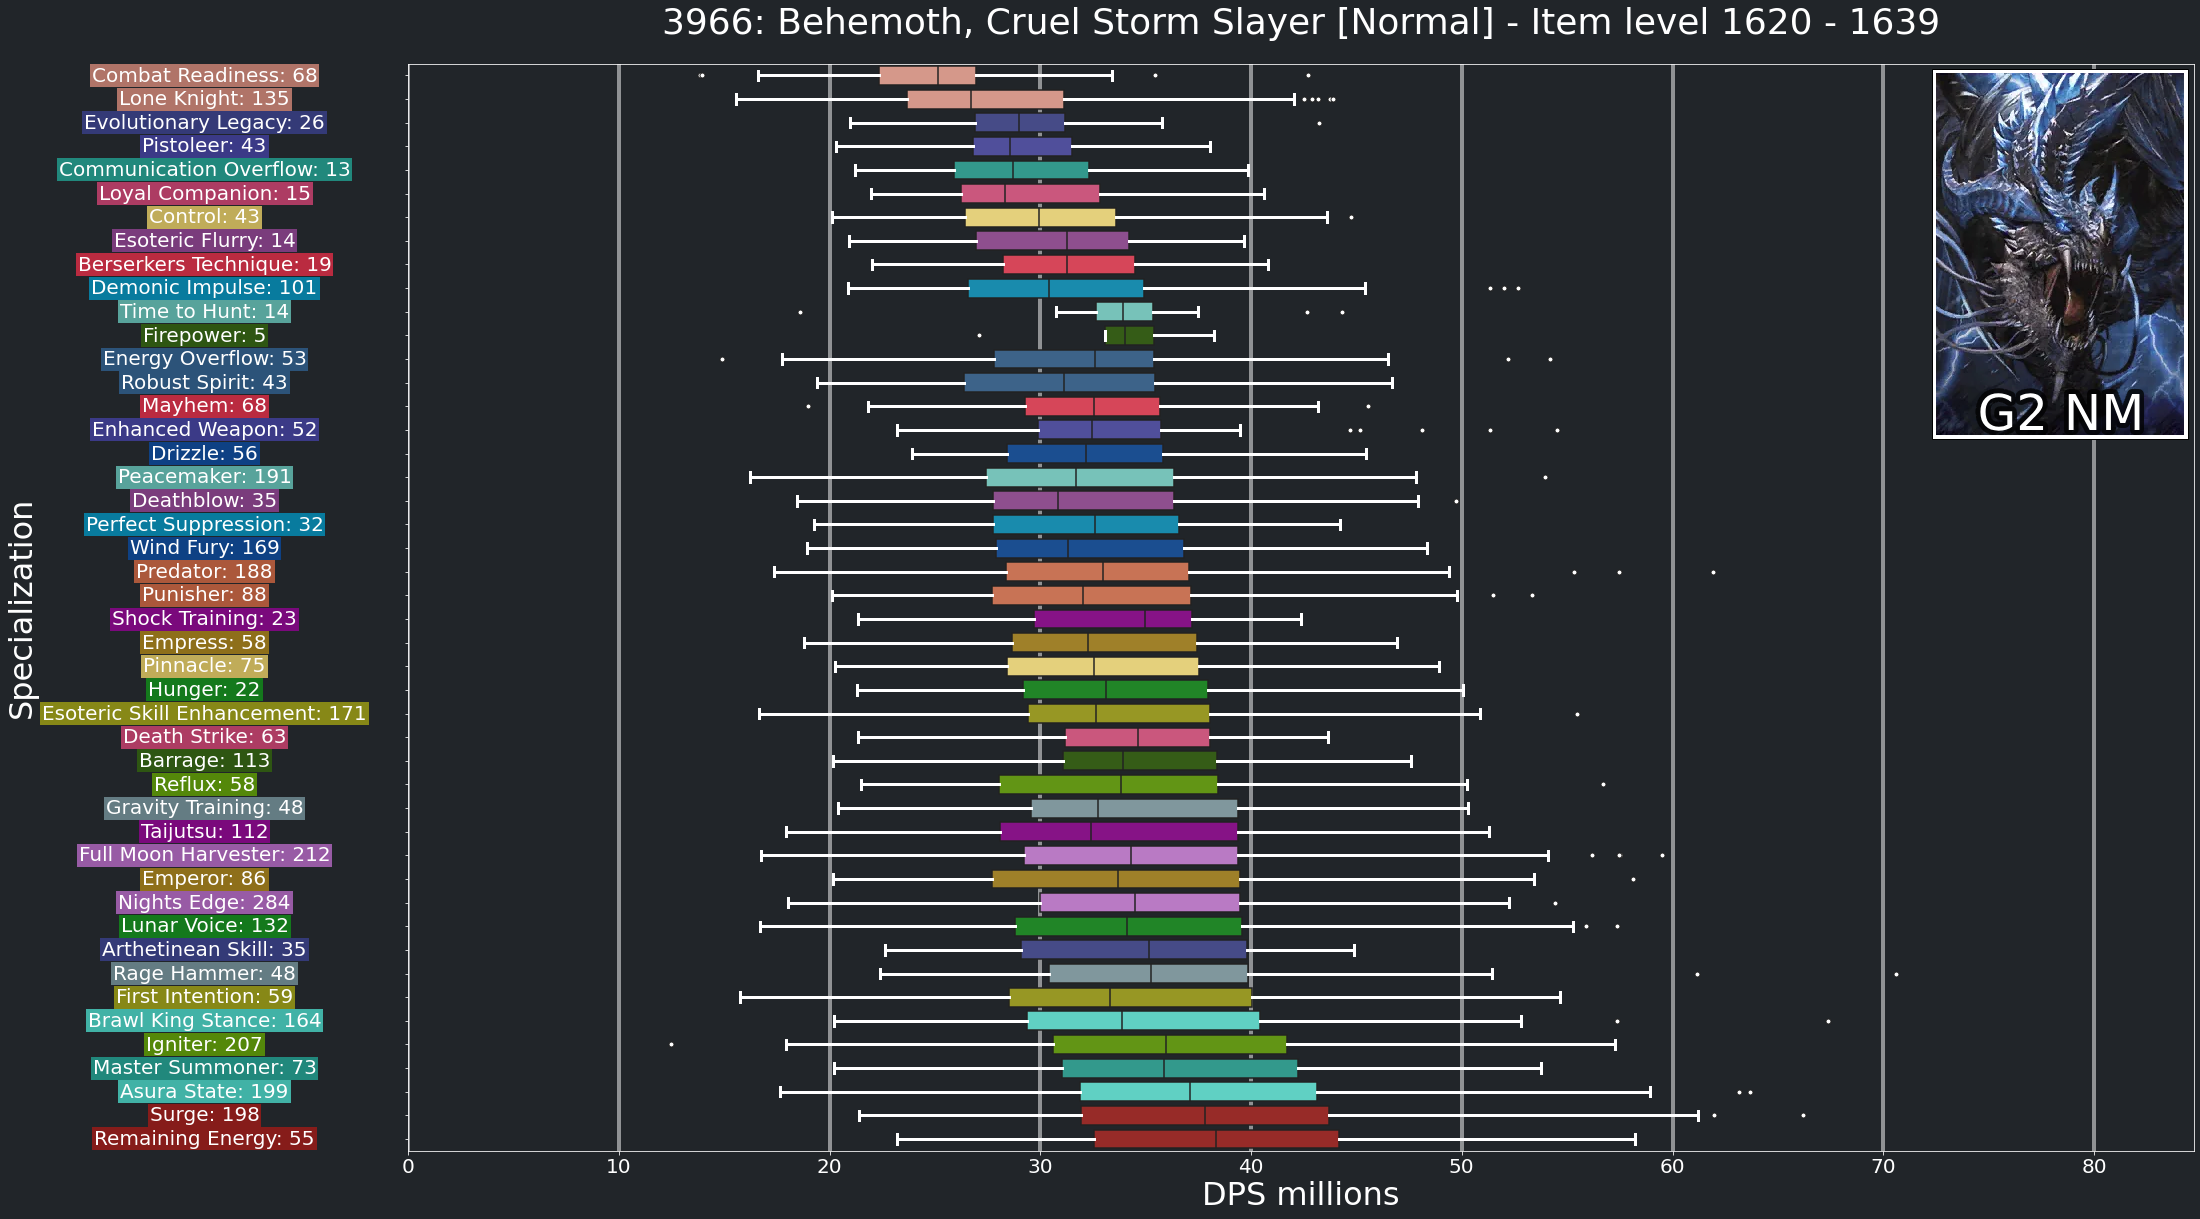 3966: Behemoth, Cruel Storm Slayer [Normal] - Item level 1620 - 1639
Specialization
Combat Readiness: 68
Lone Knight: 135
Evolutionary Legacy: 26
Pistoleer: 43
Communication Overflow: 13
Loyal Companion: 15
Control: 43
Esoteric Flurry: 14
Berserkers Technique: 19
Demonic Impulse: 101
Time to Hunt: 14
Firepower: 5
Energy Overflow: 53
Robust Spirit: 43
Mayhem: 68
Enhanced Weapon: 52
Drizzle: 56
Peacemaker: 191
Deathblow: 35
Perfect Suppression: 32
Wind Fury: 169
Predator: 188
Punisher: 88
Shock Training: 23
Empress: 58
Pinnacle: 75
Hunger: 22
Esoteric Skill Enhancement: 171
Death Strike: 63
Barrage: 113
Reflux: 58
Gravity Training: 48
Taijutsu: 112
Full Moon Harvester: 212
Emperor: 86
Nights Edge: 284
Lunar Voice: 132
Arthetinean Skill: 35
Rage Hammer: 48
First Intention: 59
Brawl King Stance: 164
Igniter: 207
Master Summoner: 73
Asura State: 199
Surge: 198
Remaining Energy: 55
G2 NM
0 10 20 30 40 50 60 70 80
DPS millions